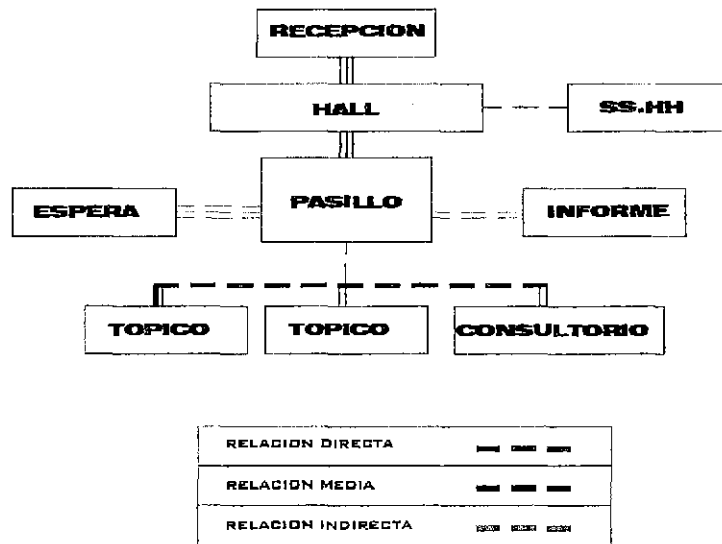 RECEPCION
HALL
SS.HH
ESPERA
PASILLO
INFORME
TOPICO
TOPICO
CONSULTORIO
RELACION DIRECTA
RELACION MEDIA
RELACION INDIRECTA